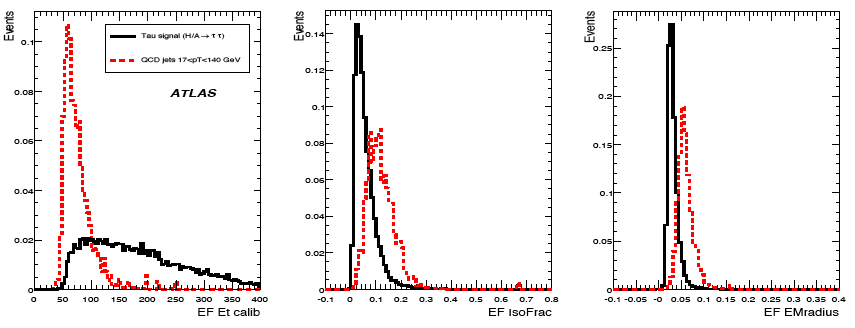 Events
0.1
0.08
0.06
0.04
0.02
0
0 50 100 150 200 250 300 350 400
EF Et calib
Tau signal (H/A→ τ τ)
QCD jets 17<pT<140 GeV
ATLAS
Events
0.14
0.12
0.1
0.08
0.06
0.04
0.02
0
-0.1 0 0.1 0.2 0.3 0.4 0.5 0.6 0.7 0.8
EF IsoFrac
Events
0.25
0.2
0.15
0.1
0.05
0
-0.1 -0.05 -0 0.05 0.1 0.15 0.2 0.25 0.3 0.35 0.4
EF EMradius